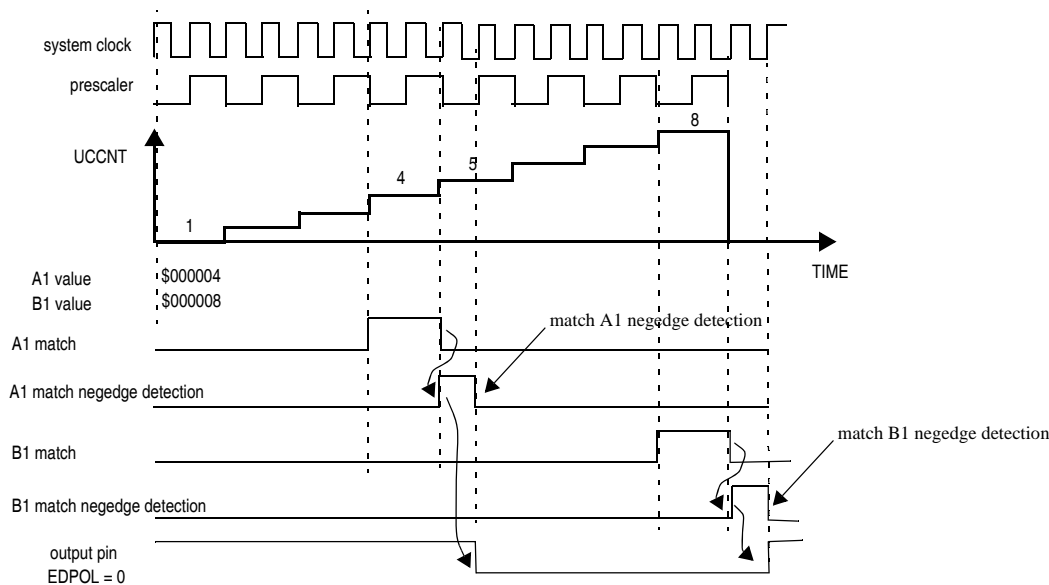 system clock
prescaler
8
UCCNT
4
5
1
TIME
A1 value
$000004
B1 value
$000008
match A1 negedge detection
A1 match
A1 match negedge detection
match B1 negedge detection
B1 match
B1 match negedge detection
output pin
EDPOL = 0